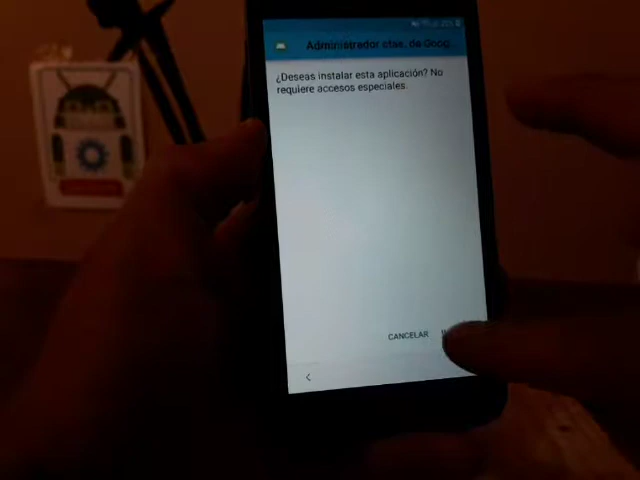 Administrador ctas. de Goog...
¿Deseas instalar esta aplicación? No
requiere accesos especiales.
CANCELAR